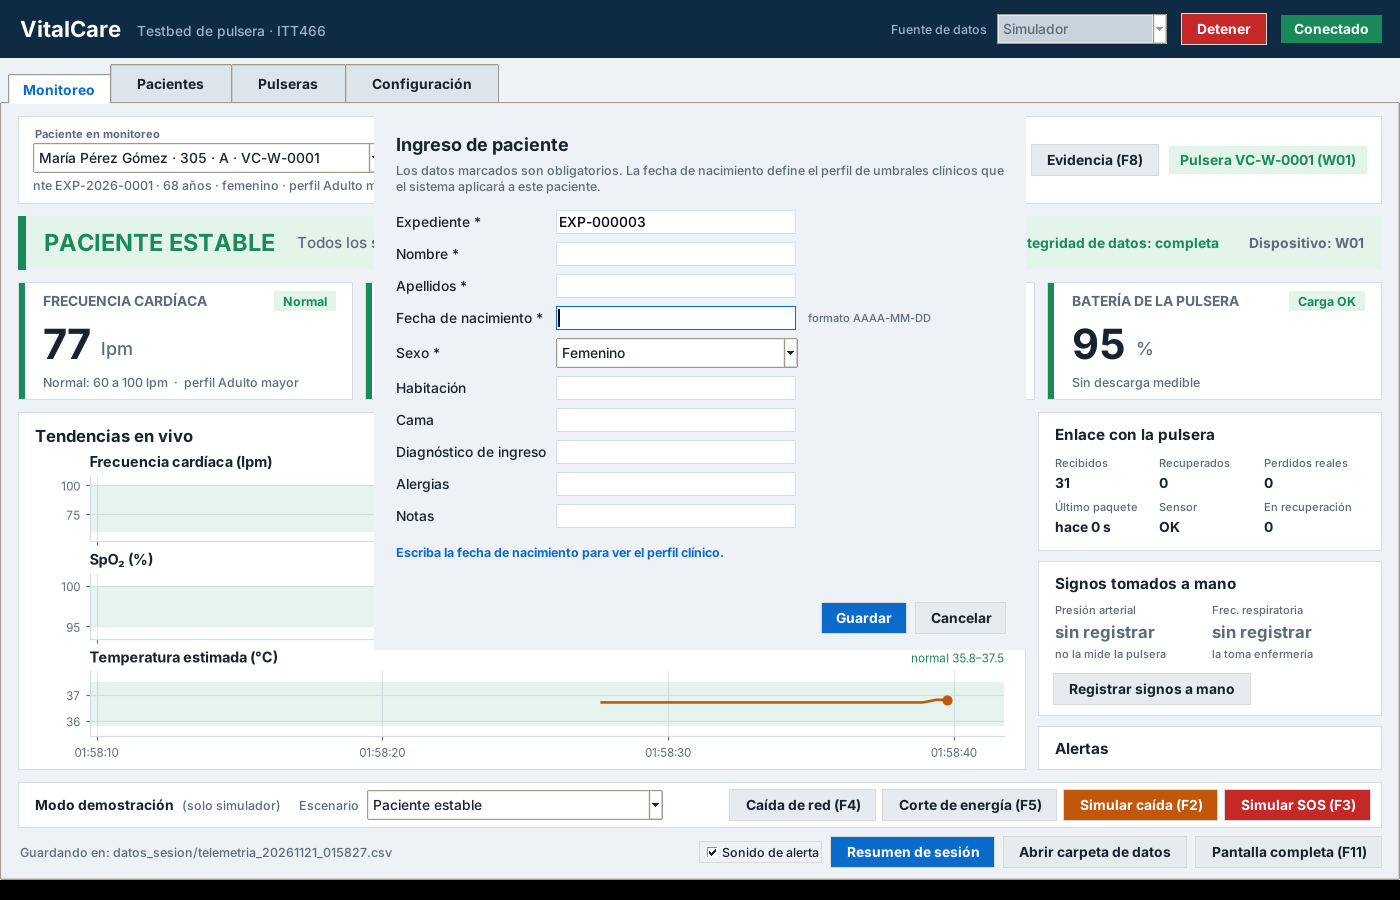 VitalCare
Testbed de pulsera · ITT466
Fuente de datos
Simulador
Detener
Conectado
Monitoreo
Pacientes
Pulseras
Configuración
Paciente en monitoreo
María Pérez Gómez · 305 · A · VC-W-0001
nte EXP-2026-0001 · 68 años · femenino · perfil Adulto
Evidencia (F8)
Pulsera VC-W-0001 (W01)
PACIENTE ESTABLE
Todos los
tegridad de datos: completa
Dispositivo: W01
FRECUENCIA CARDÍACA
Normal
77 lpm
Normal: 60 a 100 lpm · perfil Adulto mayor
BATERÍA DE LA PULSERA
Carga OK
95 %
Sin descarga medible
Ingreso de paciente
Los datos marcados son obligatorios. La fecha de nacimiento define el perfil de umbrales clínicos que
el sistema aplicará a este paciente.
Expediente *
EXP-000003
Nombre *
Apellidos *
Fecha de nacimiento *
formato AAAA-MM-DD
Sexo *
Femenino
Habitación
Cama
Diagnóstico de ingreso
Alergias
Notas
Escriba la fecha de nacimiento para ver el perfil clínico.
Guardar
Cancelar
Tendencias en vivo
Frecuencia cardíaca (lpm)
100
75
SpO₂ (%)
100
95
Temperatura estimada (°C)
normal 35.8–37.5
37
36
01:58:10
01:58:20
01:58:30
01:58:40
Enlace con la pulsera
Recibidos
Recuperados
Perdidos reales
31
0
0
Último paquete
Sensor
En recuperación
hace 0 s
OK
0
Signos tomados a mano
Presión arterial
Frec. respiratoria
sin registrar
sin registrar
no la mide la pulsera
la toma enfermería
Registrar signos a mano
Alertas
Modo demostración
(solo simulador)
Escenario
Paciente estable
Caída de red (F4)
Corte de energía (F5)
Simular caída (F2)
Simular SOS (F3)
Guardando en: datos_sesion/telemetria_20261121_015827.csv
Sonido de alerta
Resumen de sesión
Abrir carpeta de datos
Pantalla completa (F11)